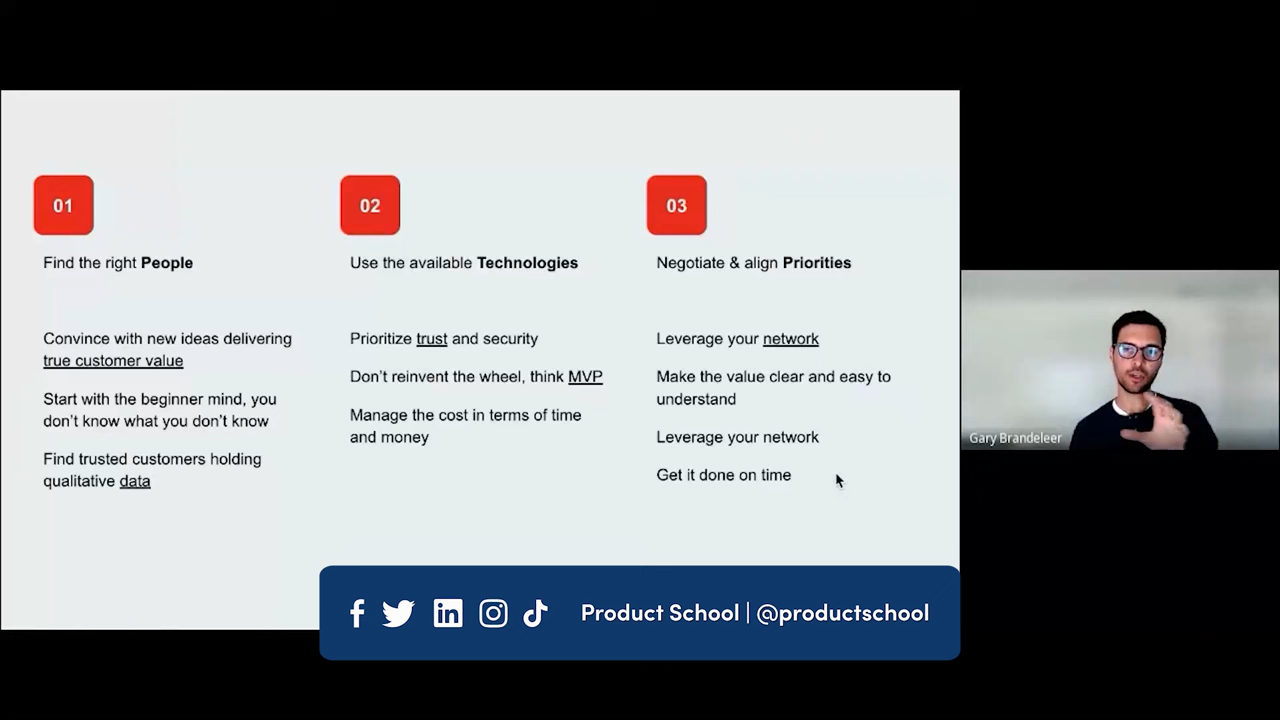 01
Find the right People
Convince with new ideas delivering
true customer value
Start with the beginner mind, you
don't know what you don't know
Find trusted customers holding
qualitative data
02
Use the available Technologies
Prioritize trust and security
Don't reinvent the wheel, think MVP
Manage the cost in terms of time
and money
03
Negotiate & align Priorities
Leverage your network
Make the value clear and easy to
understand
Leverage your network
Get it done on time
Gary Brandeleer
Product School | @productschool